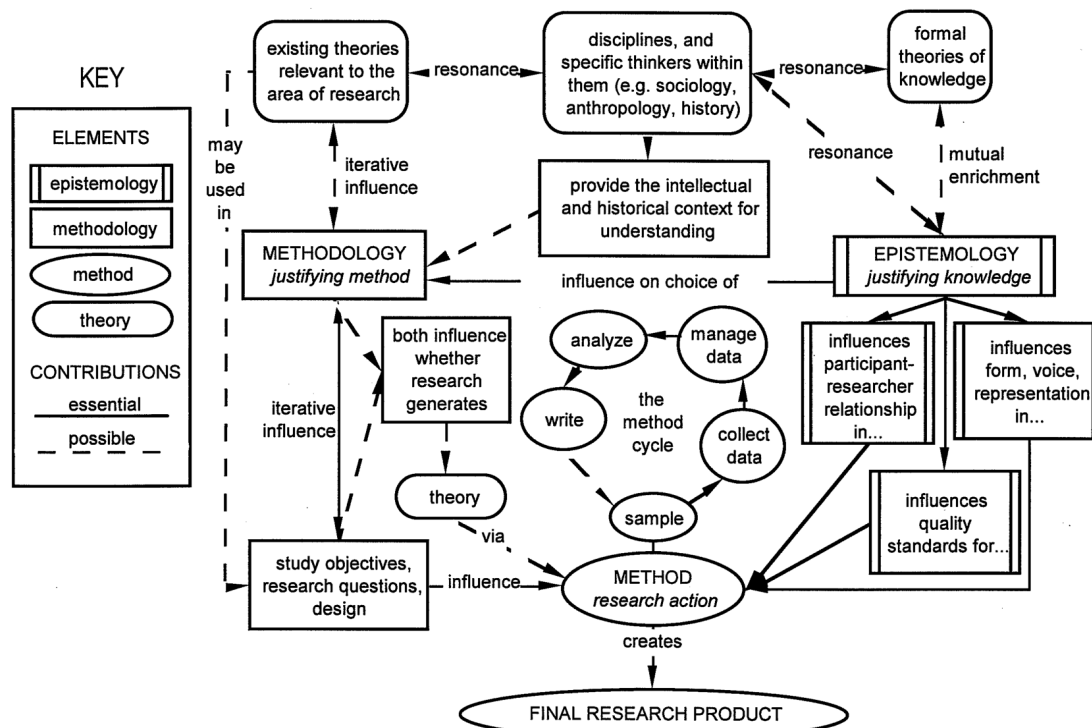 KEY
ELEMENTS
epistemology
methodology
method
theory
CONTRIBUTIONS
essential
possible
existing theories
relevant to the
area of research
resonance
disciplines, and
specific thinkers within
them (e.g. sociology,
anthropology, history)
resonance
formal
theories of
knowledge
may
be
used
in
iterative
influence
provide the intellectual
and historical context for
understanding
resonance
mutual
enrichment
METHODOLOGY
justifying method
influence on choice of
EPISTEMOLOGY
justifying knowledge
both influence
whether
research
generates
iterative
influence
theory
via
analyze
manage
data
write
the
method
cycle
collect
data
sample
influences
participant-
researcher
relationship
in...
influences
form, voice,
representation
in...
influences
quality
standards for...
study objectives,
research questions,
design
influence
METHOD
research action
creates
FINAL RESEARCH PRODUCT